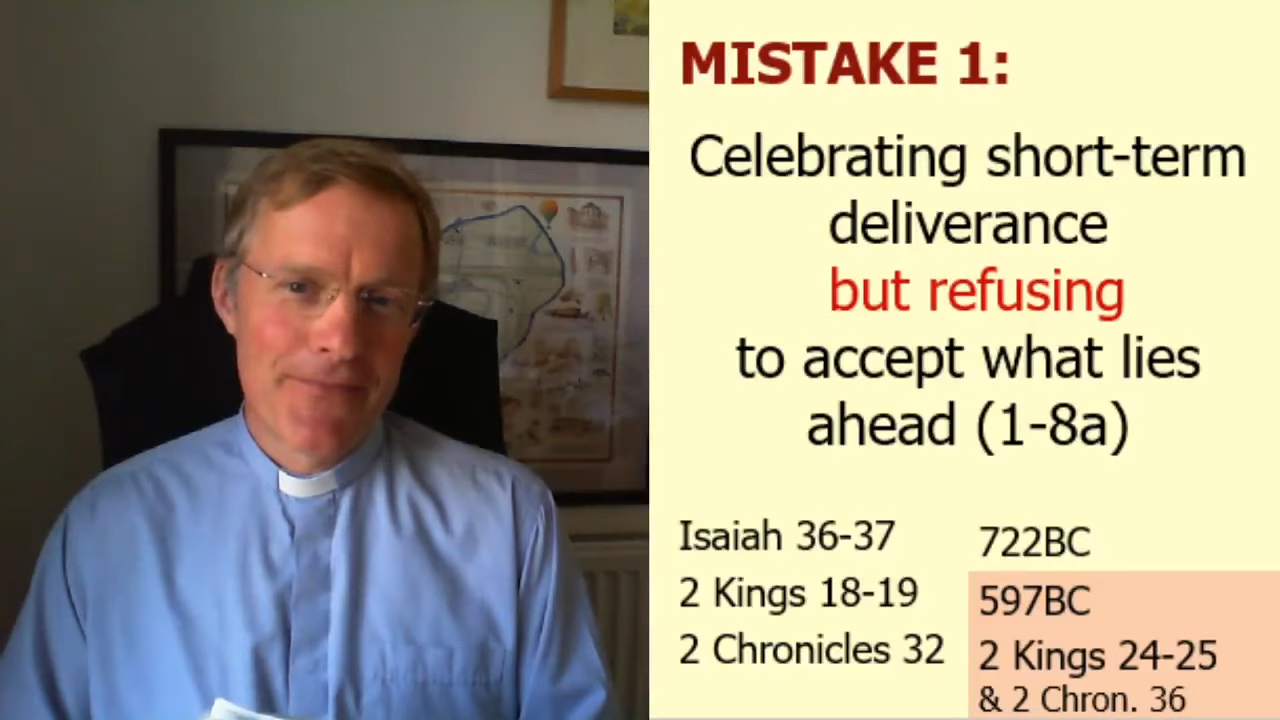 MISTAKE 1:
Celebrating short-term
deliverance
but refusing
to accept what lies
ahead (1-8a)
Isaiah 36-37
2 Kings 18-19
2 Chronicles 32
722BC
597BC
2 Kings 24-25
& 2 Chron. 36